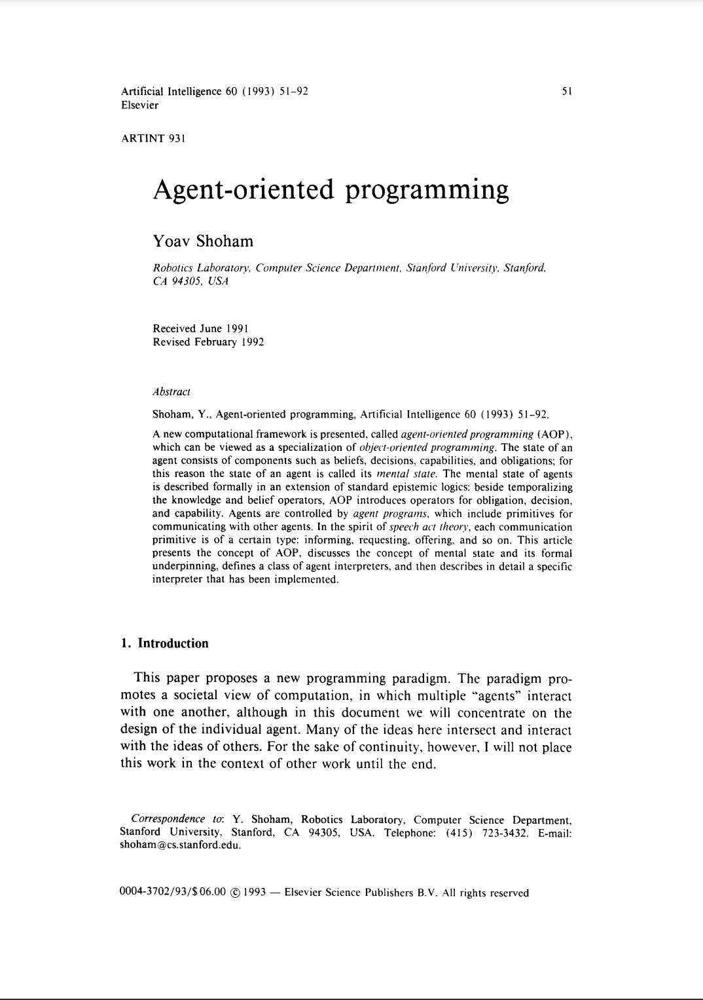 Artificial Intelligence 60 (1993) 51–92 51
Elsevier
ARTINT 931
Agent-oriented programming
Yoav Shoham
Robotics Laboratory, Computer Science Department, Stanford University, Stanford,
CA 94305, USA
Received June 1991
Revised February 1992
Abstract
Shoham, Y., Agent-oriented programming, Artificial Intelligence 60 (1993) 51–92.
A new computational framework is presented, called agent-oriented programming (AOP),
which can be viewed as a specialization of object-oriented programming. The state of an
agent consists of components such as beliefs, decisions, capabilities, and obligations; for
this reason the state of an agent is called its mental state. The mental state of agents
is described formally in an extension of standard epistemic logics: beside temporalizing
the knowledge and belief operators, AOP introduces operators for obligation, decision,
and capability. Agents are controlled by agent programs, which include primitives for
communicating with other agents. In the spirit of speech act theory, each communication
primitive is of a certain type: informing, requesting, offering, and so on. This article
presents the concept of AOP, discusses the concept of mental state and its formal
underpinning, defines a class of agent interpreters, and then describes in detail a specific
interpreter that has been implemented.
1. Introduction
This paper proposes a new programming paradigm. The paradigm pro-
motes a societal view of computation, in which multiple “agents” interact
with one another, although in this document we will concentrate on the
design of the individual agent. Many of the ideas here intersect and interact
with the ideas of others. For the sake of continuity, however, I will not place
this work in the context of other work until the end.
Correspondence to: Y. Shoham, Robotics Laboratory, Computer Science Department,
Stanford University, Stanford, CA 94305, USA. Telephone: (415) 723-3432. E-mail:
shoham@cs.stanford.edu.
0004-3702/93/$06.00 © 1993 — Elsevier Science Publishers B.V. All rights reserved